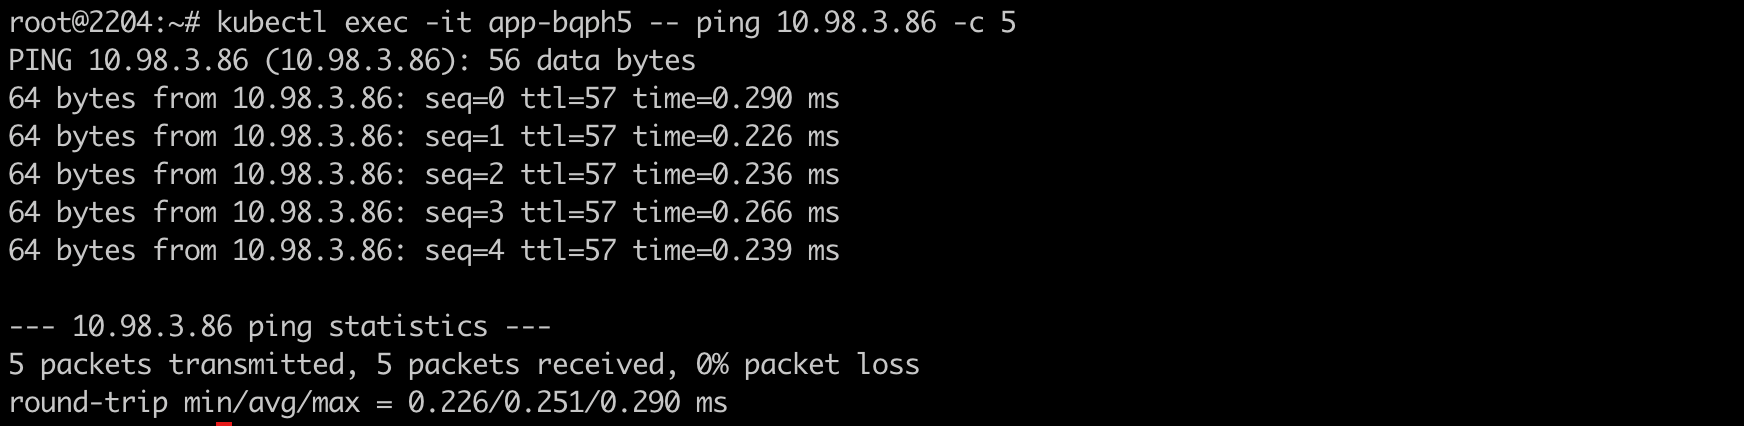 root@2204:~# kubectl exec -it app-bqph5 -- ping 10.98.3.86 -c 5
PING 10.98.3.86 (10.98.3.86): 56 data bytes
64 bytes from 10.98.3.86: seq=0 ttl=57 time=0.290 ms
64 bytes from 10.98.3.86: seq=1 ttl=57 time=0.226 ms
64 bytes from 10.98.3.86: seq=2 ttl=57 time=0.236 ms
64 bytes from 10.98.3.86: seq=3 ttl=57 time=0.266 ms
64 bytes from 10.98.3.86: seq=4 ttl=57 time=0.239 ms

--- 10.98.3.86 ping statistics ---
5 packets transmitted, 5 packets received, 0% packet loss
round-trip min/avg/max = 0.226/0.251/0.290 ms